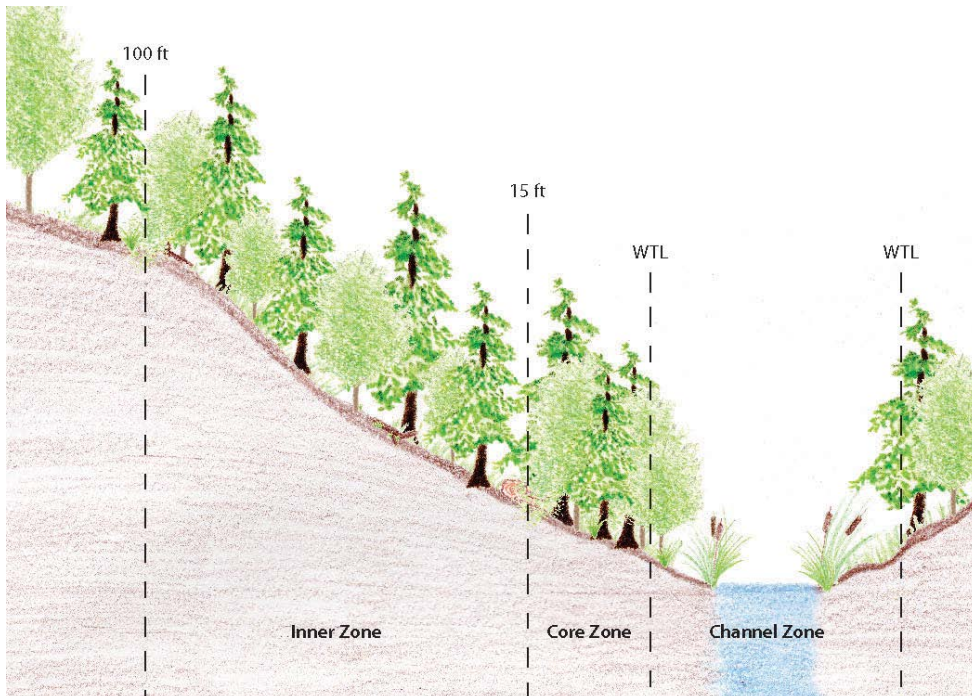 100 ft
15 ft
WTL
WTL
Inner Zone
Core Zone
Channel Zone